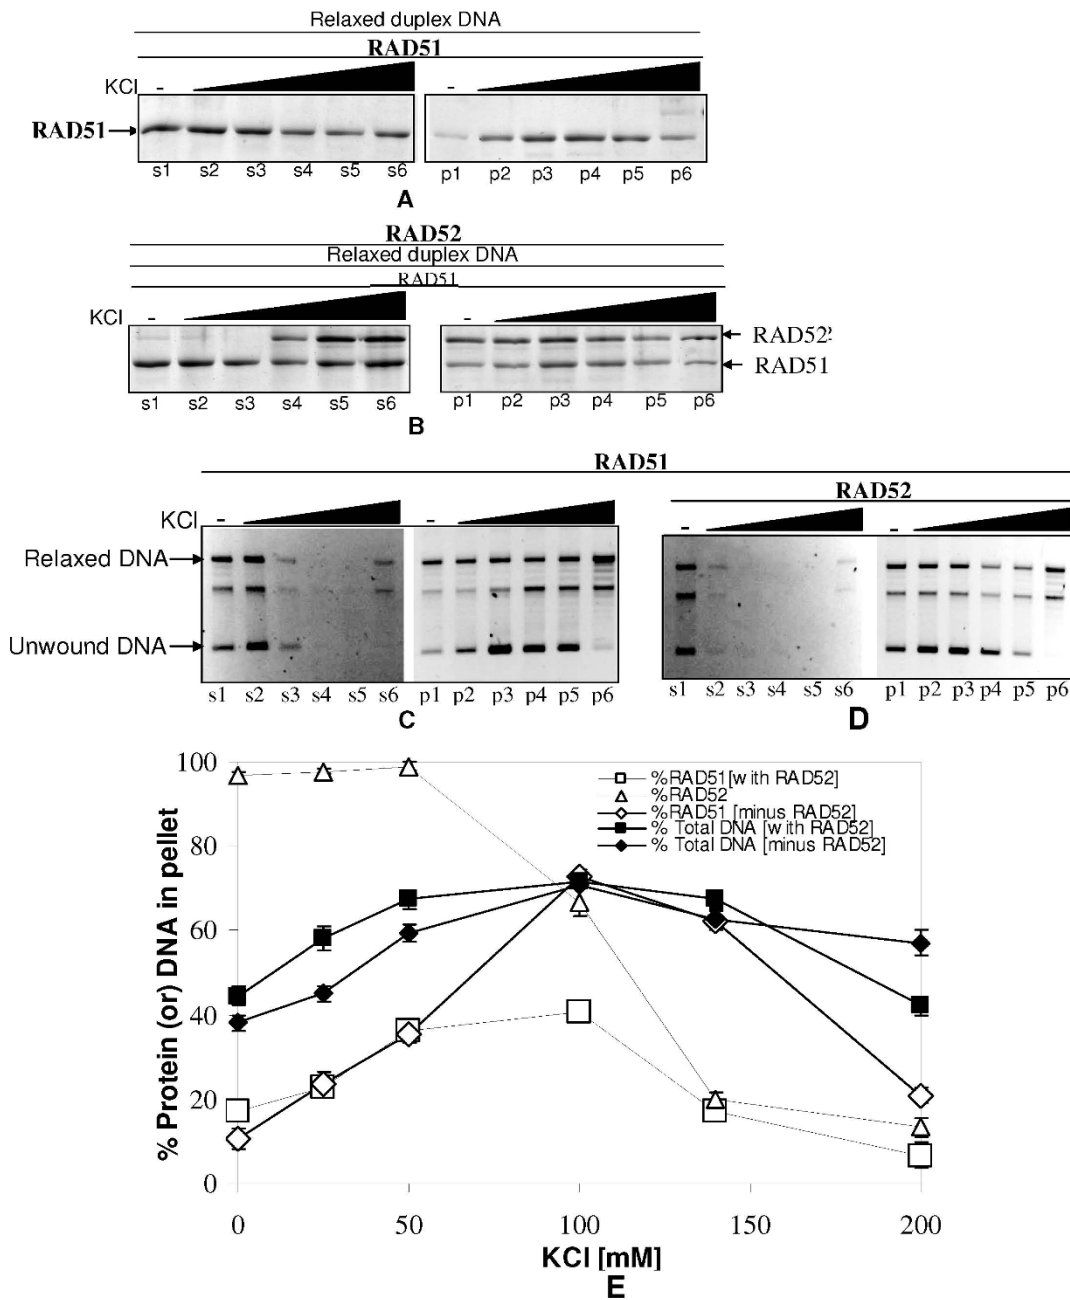 Relaxed duplex DNA
RAD51
KCl - -
RAD51
s1 s2 s3 s4 s5 s6 p1 p2 p3 p4 p5 p6
A
RAD52
Relaxed duplex DNA
RAD51
KCl - -
RAD52
RAD51
s1 s2 s3 s4 s5 s6 p1 p2 p3 p4 p5 p6
B
RAD51
RAD52
KCl - - - -
Relaxed DNA
Unwound DNA
s1 s2 s3 s4 s5 s6 p1 p2 p3 p4 p5 p6 s1 s2 s3 s4 s5 s6 p1 p2 p3 p4 p5 p6
C D
100
80
60
40
20
0
% Protein (or) DNA in pellet
%RAD51[with RAD52]
%RAD52
%RAD51 [minus RAD52]
% Total DNA [with RAD52]
% Total DNA [minus RAD52]
0 50 100 150 200
KCl [mM]
E